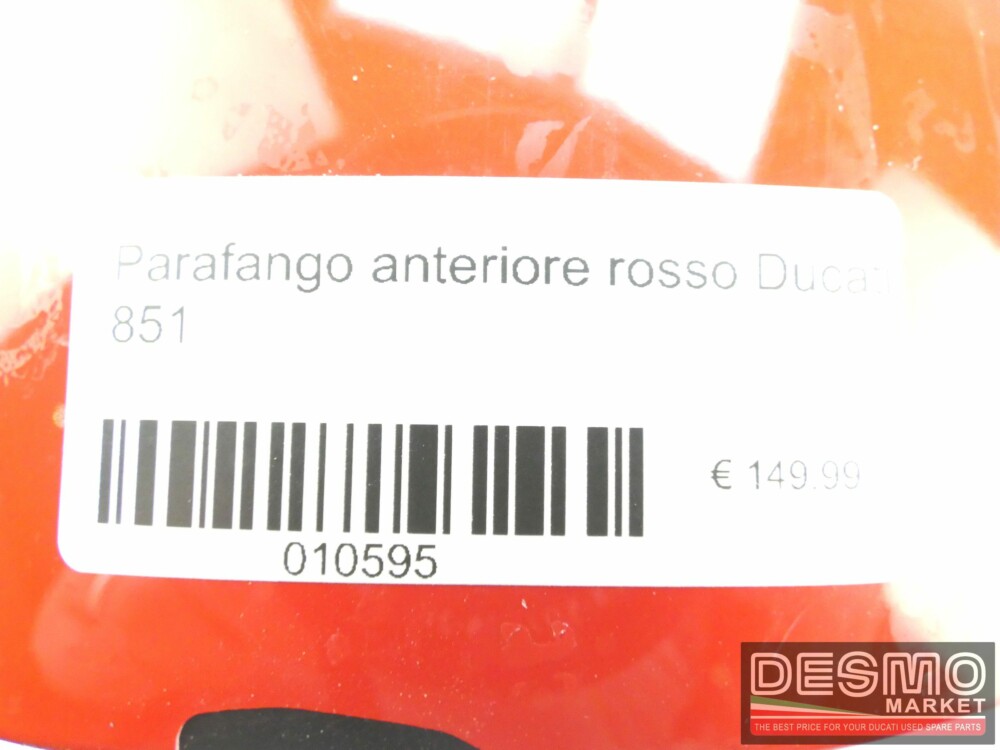 Parafango anteriore rosso Ducati
851
€ 149.99
010595
DESMO
MARKET
THE BEST PRICE FOR YOUR DUCATI USED SPARE PARTS